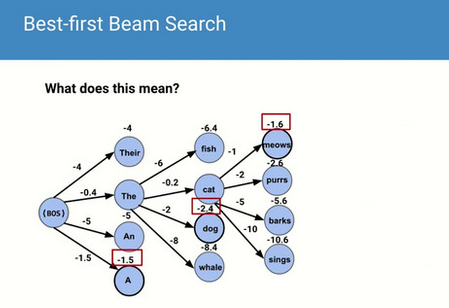 Best-first Beam Search
What does this mean?
-4
-6.4
-1.6
Their
fish
meows
-4
-6
-1
-2.6
-0.4
The
-0.2
cat
-2
purrs
(BOS)
-5
-5
-2
-2.4
-5
-5.6
An
dog
barks
-1.5
-1.5
-8
-8.4
-10
-10.6
A
whale
sings